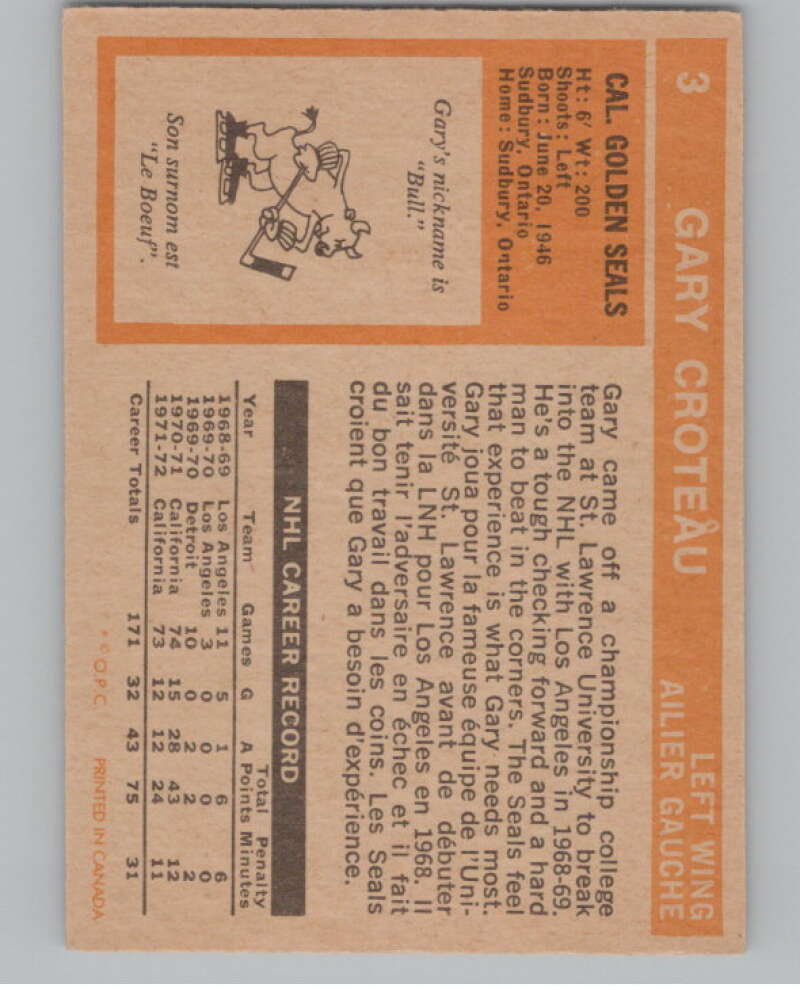 3 GARY CROTEAU
LEFT WING
AILIER GAUCHE
CAL. GOLDEN SEALS
Ht: 6' Wt: 200
Shoots: Left
Born: June 20, 1946
Sudbury, Ontario
Home: Sudbury, Ontario
Gary's nickname is
"Bull."
Son surnom est
"Le Boeuf".
Gary came off a championship college
team at St. Lawrence University to break
into the NHL with Los Angeles in 1968-69.
He's a tough checking forward and a hard
man to beat in the corners. The Seals feel
that experience is what Gary needs most.
Gary joua pour la fameuse équipe de l'Uni-
versité St. Lawrence avant de débuter
dans la LNH pour Los Angeles en 1968. Il
sait tenir l'adversaire en échec et il fait
du bon travail dans les coins. Les Seals
croient que Gary a besoin d'expérience.
NHL CAREER RECORD
Total Penalty
Year Team Games G A Points Minutes
1968-69 Los Angeles 11 5 1 6 6
1969-70 Los Angeles 3 0 0 0 0
1969-70 Detroit 10 0 2 2 2
1970-71 California 74 15 28 43 12
1971-72 California 73 12 12 24 11
Career Totals 171 32 43 75 31
* © O.P.C. PRINTED IN CANADA